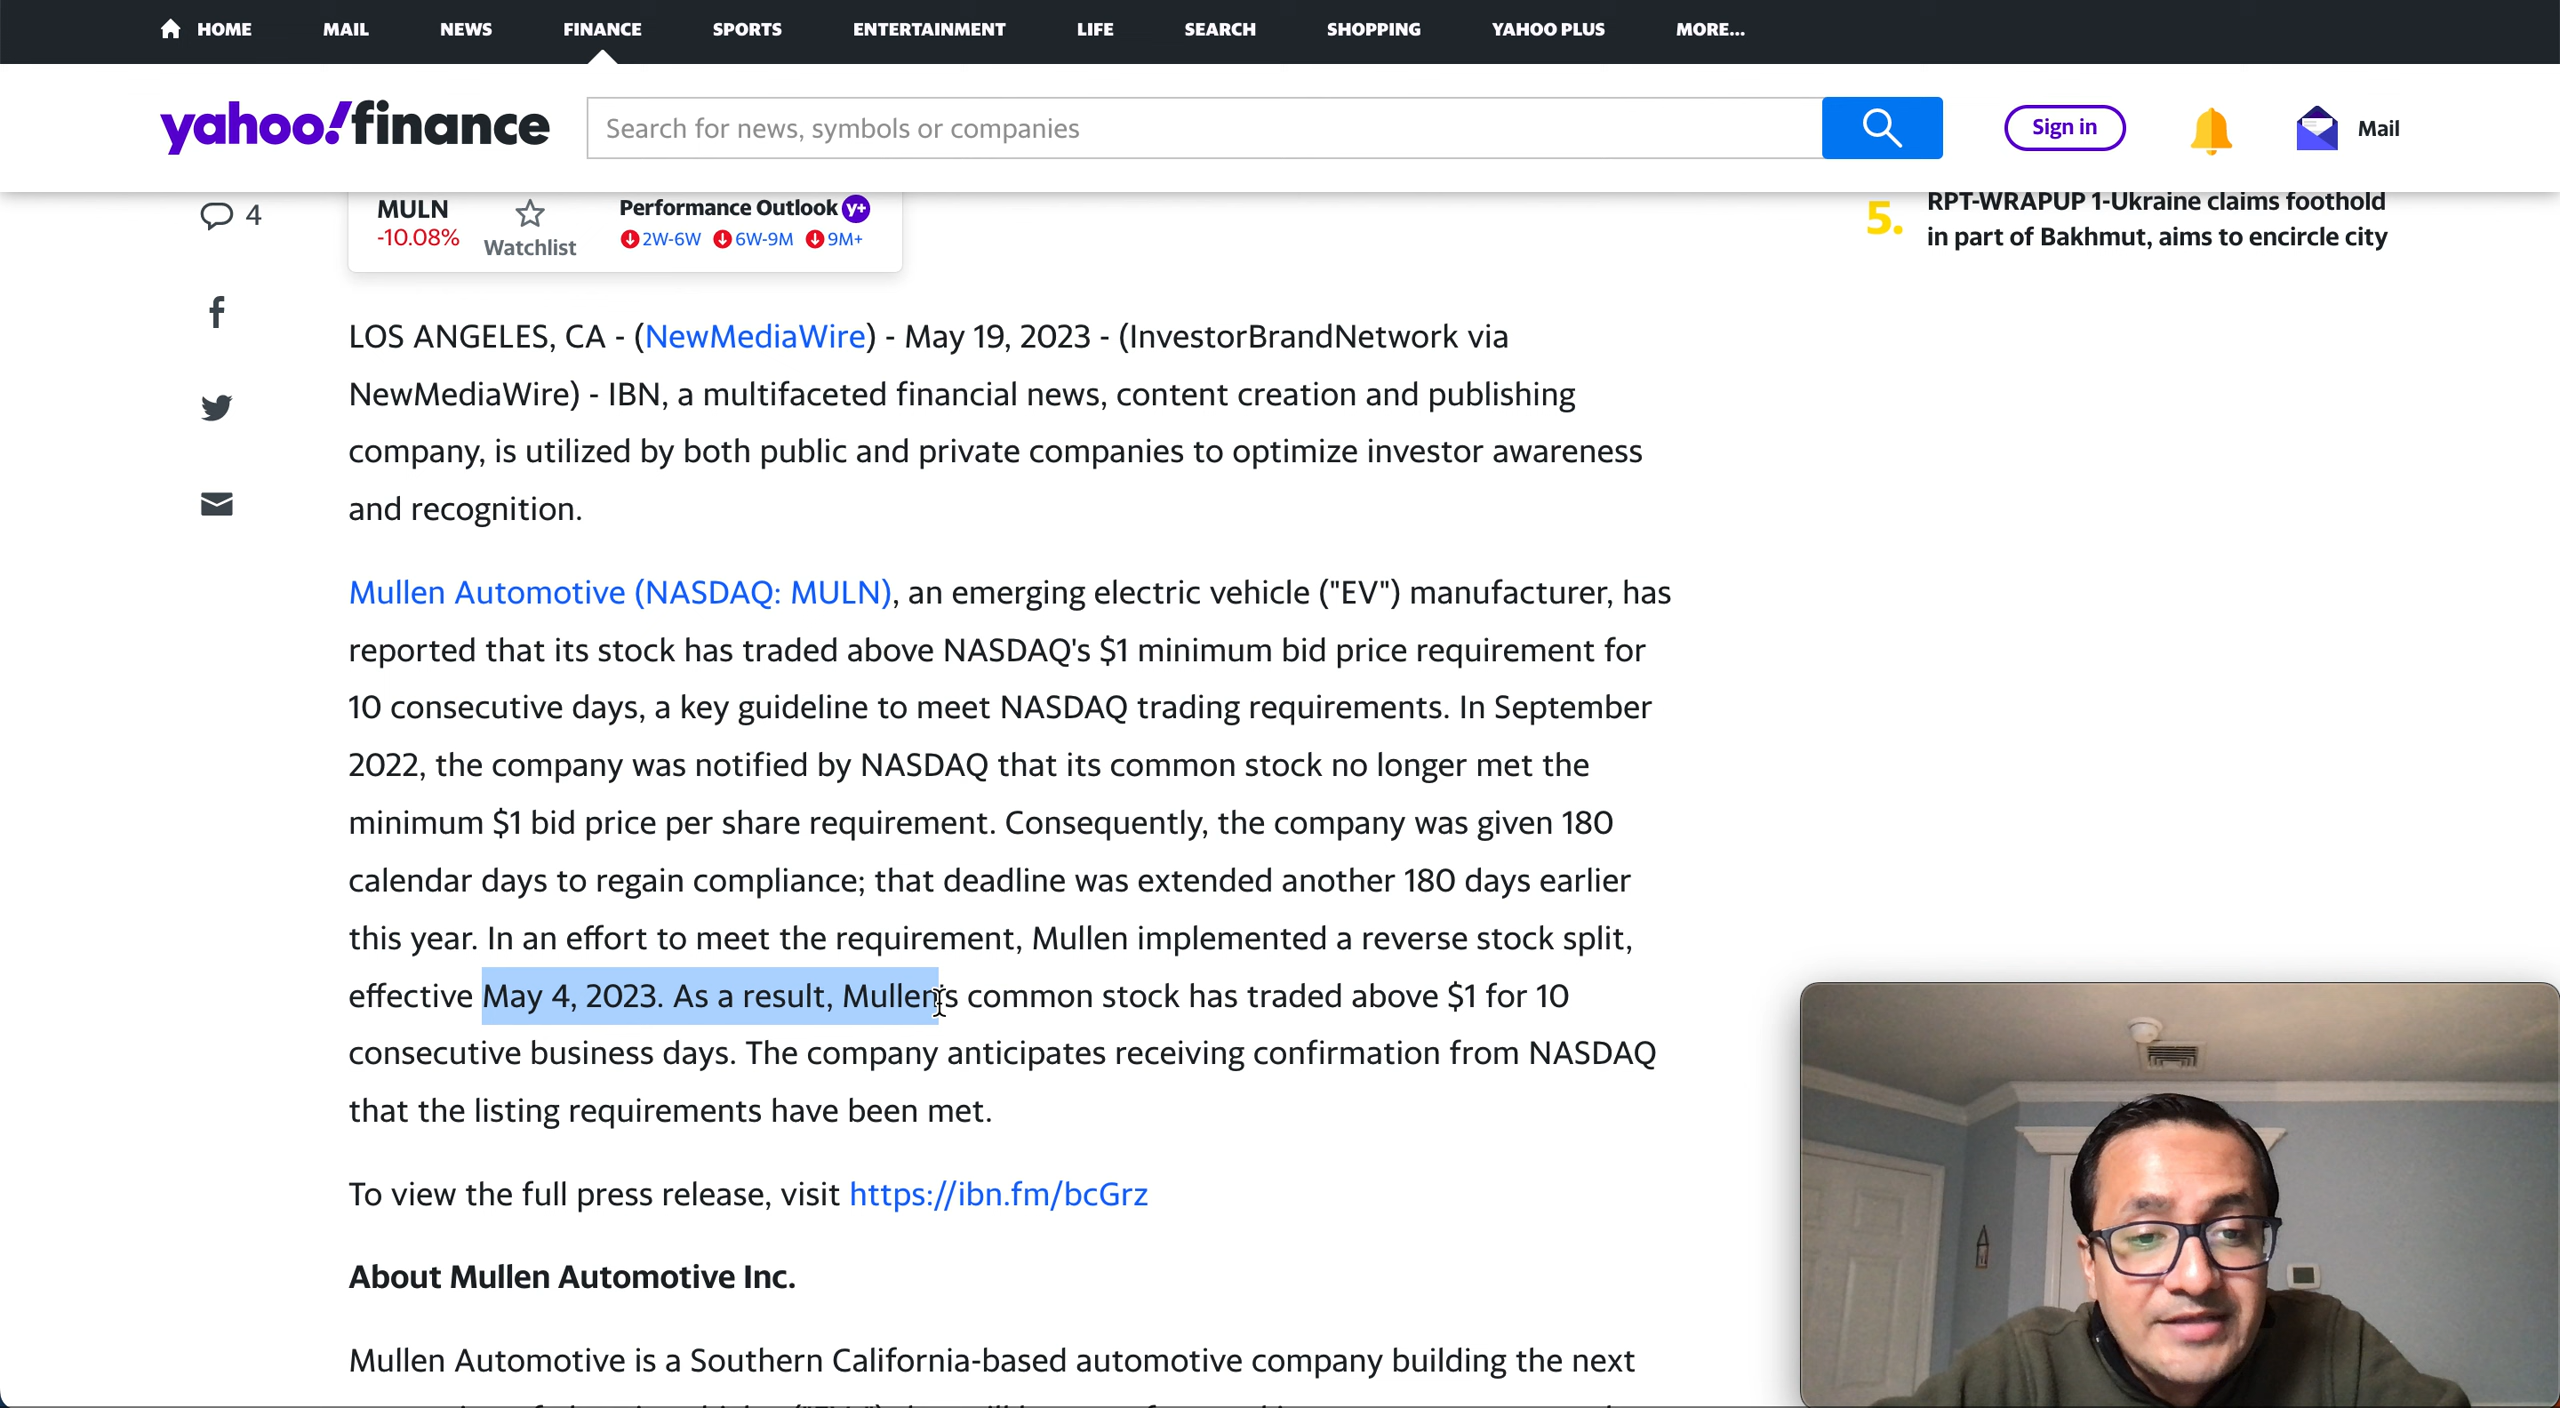 HOME MAIL NEWS FINANCE SPORTS ENTERTAINMENT LIFE SEARCH SHOPPING YAHOO PLUS MORE...
yahoo!finance
Search for news, symbols or companies
Sign in
Mail
4
MULN
-10.08%
Watchlist
Performance Outlook y+
2W-6W 6W-9M 9M+
5.
RPT-WRAPUP 1-Ukraine claims foothold
in part of Bakhmut, aims to encircle city
LOS ANGELES, CA - (NewMediaWire) - May 19, 2023 - (InvestorBrandNetwork via
NewMediaWire) - IBN, a multifaceted financial news, content creation and publishing
company, is utilized by both public and private companies to optimize investor awareness
and recognition.
Mullen Automotive (NASDAQ: MULN), an emerging electric vehicle ("EV") manufacturer, has
reported that its stock has traded above NASDAQ's $1 minimum bid price requirement for
10 consecutive days, a key guideline to meet NASDAQ trading requirements. In September
2022, the company was notified by NASDAQ that its common stock no longer met the
minimum $1 bid price per share requirement. Consequently, the company was given 180
calendar days to regain compliance; that deadline was extended another 180 days earlier
this year. In an effort to meet the requirement, Mullen implemented a reverse stock split,
effective May 4, 2023. As a result, Mullen's common stock has traded above $1 for 10
consecutive business days. The company anticipates receiving confirmation from NASDAQ
that the listing requirements have been met.
To view the full press release, visit https://ibn.fm/bcGrz
About Mullen Automotive Inc.
Mullen Automotive is a Southern California-based automotive company building the next